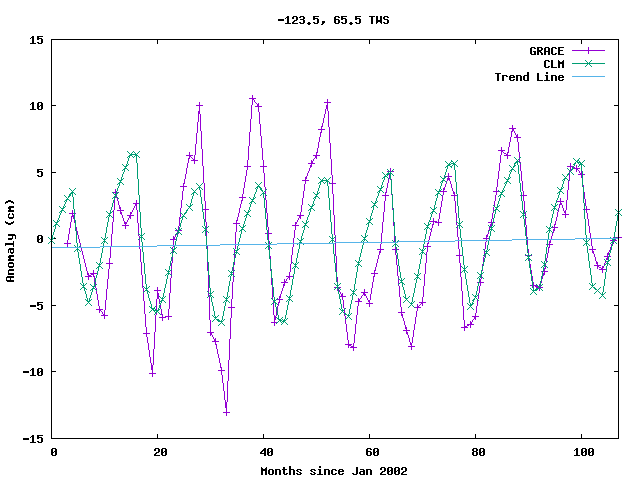 -123.5, 65.5 TWS
GRACE
CLM
Trend Line
15
10
5
0
-5
-10
-15
Anomaly (cm)
0 20 40 60 80 100
Months since Jan 2002